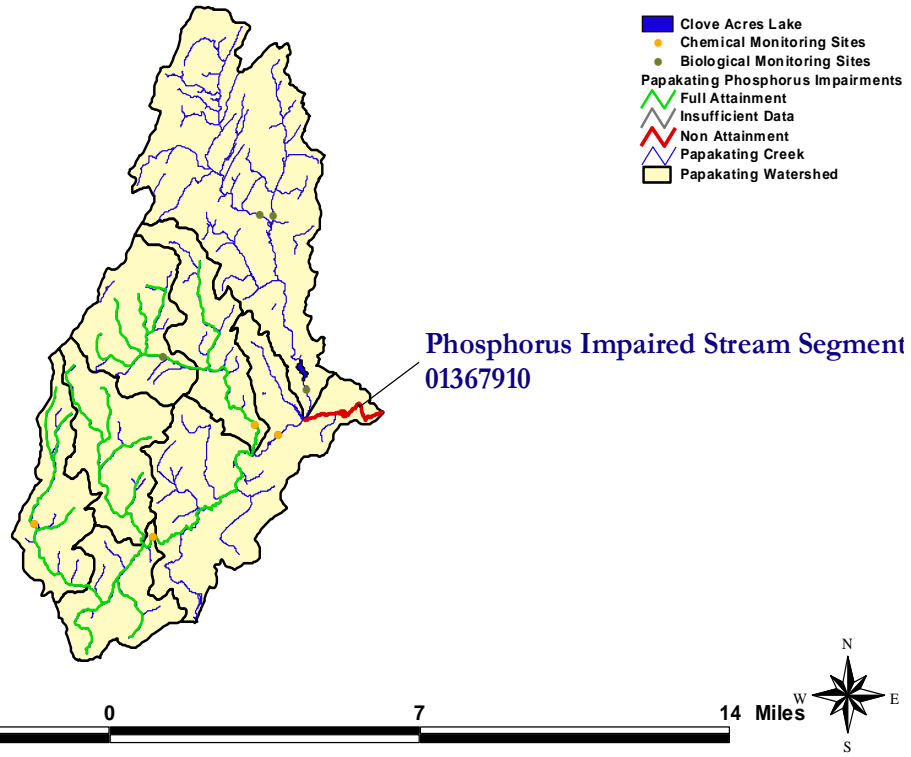 Clove Acres Lake
Chemical Monitoring Sites
Biological Monitoring Sites
Papakating Phosphorus Impairments
Full Attainment
Insufficient Data
Non Attainment
Papakating Creek
Papakating Watershed
Phosphorus Impaired Stream Segment
01367910
N
W
E
S
0
7
14 Miles